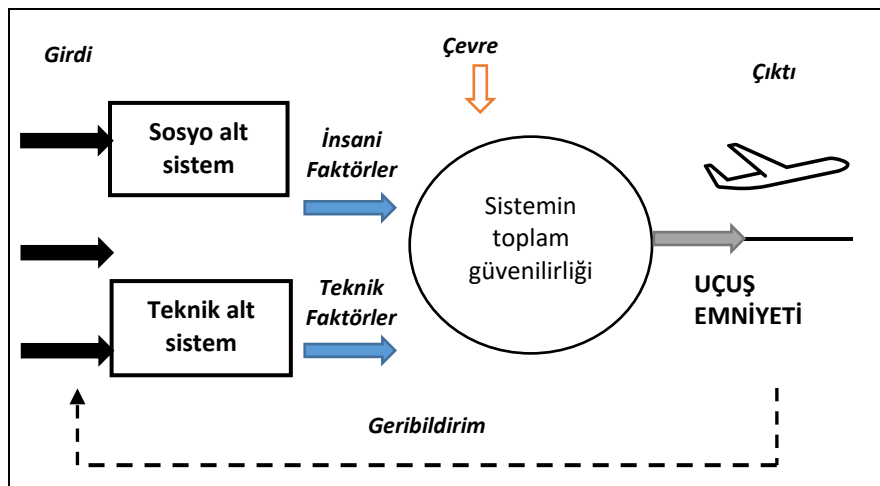 Girdi
Çevre
Çıktı
Sosyo alt
sistem
İnsani
Faktörler
Sistemin
toplam
güvenilirliği
Teknik alt
sistem
Teknik
Faktörler
UÇUŞ
EMNİYETİ
Geribildirim